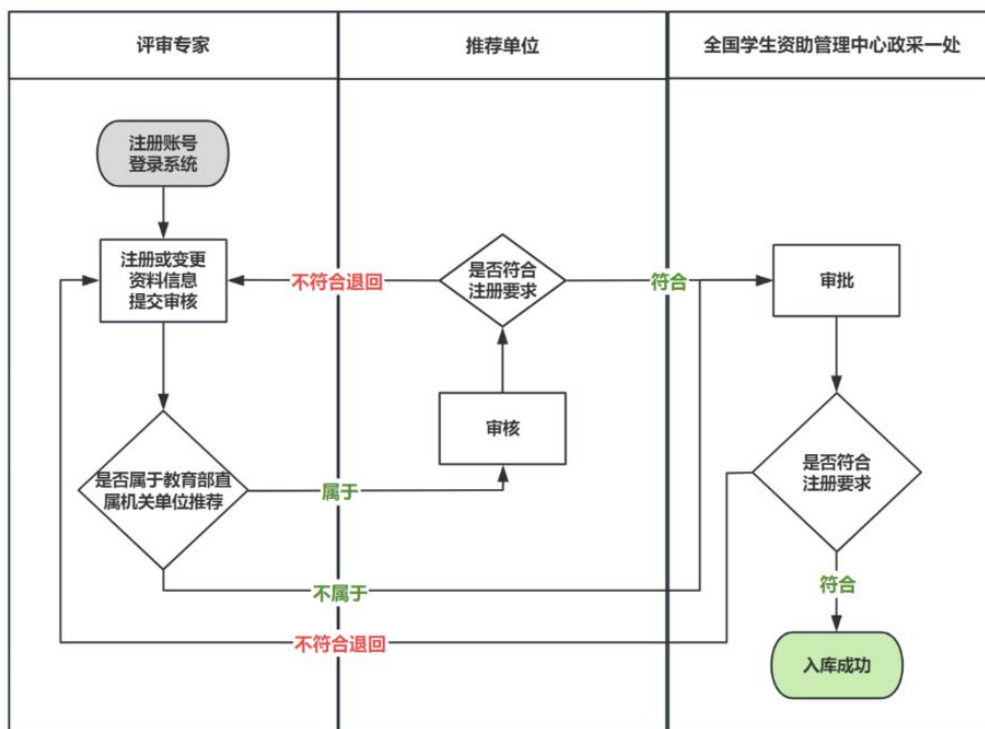 评审专家
推荐单位
全国学生资助管理中心政采一处
注册账号
登录系统
注册或变更
资料信息
提交审核
不符合退回
是否符合
注册要求
符合
审批
审核
是否属于教育部直
属机关单位推荐
属于
是否符合
注册要求
不属于
符合
不符合退回
入库成功